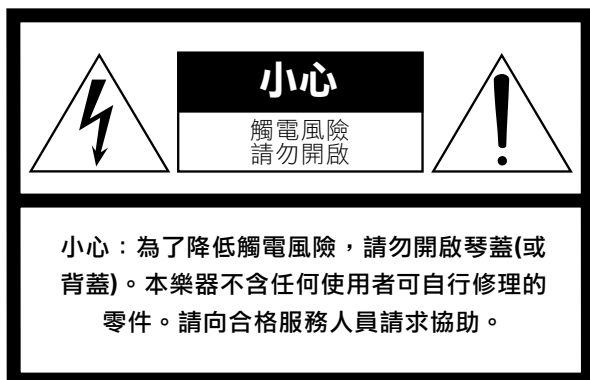 小心
觸電風險
請勿開啟
小心：為了降低觸電風險，請勿開啟琴蓋(或
背蓋)。本樂器不含任何使用者可自行修理的
零件。請向合格服務人員請求協助。